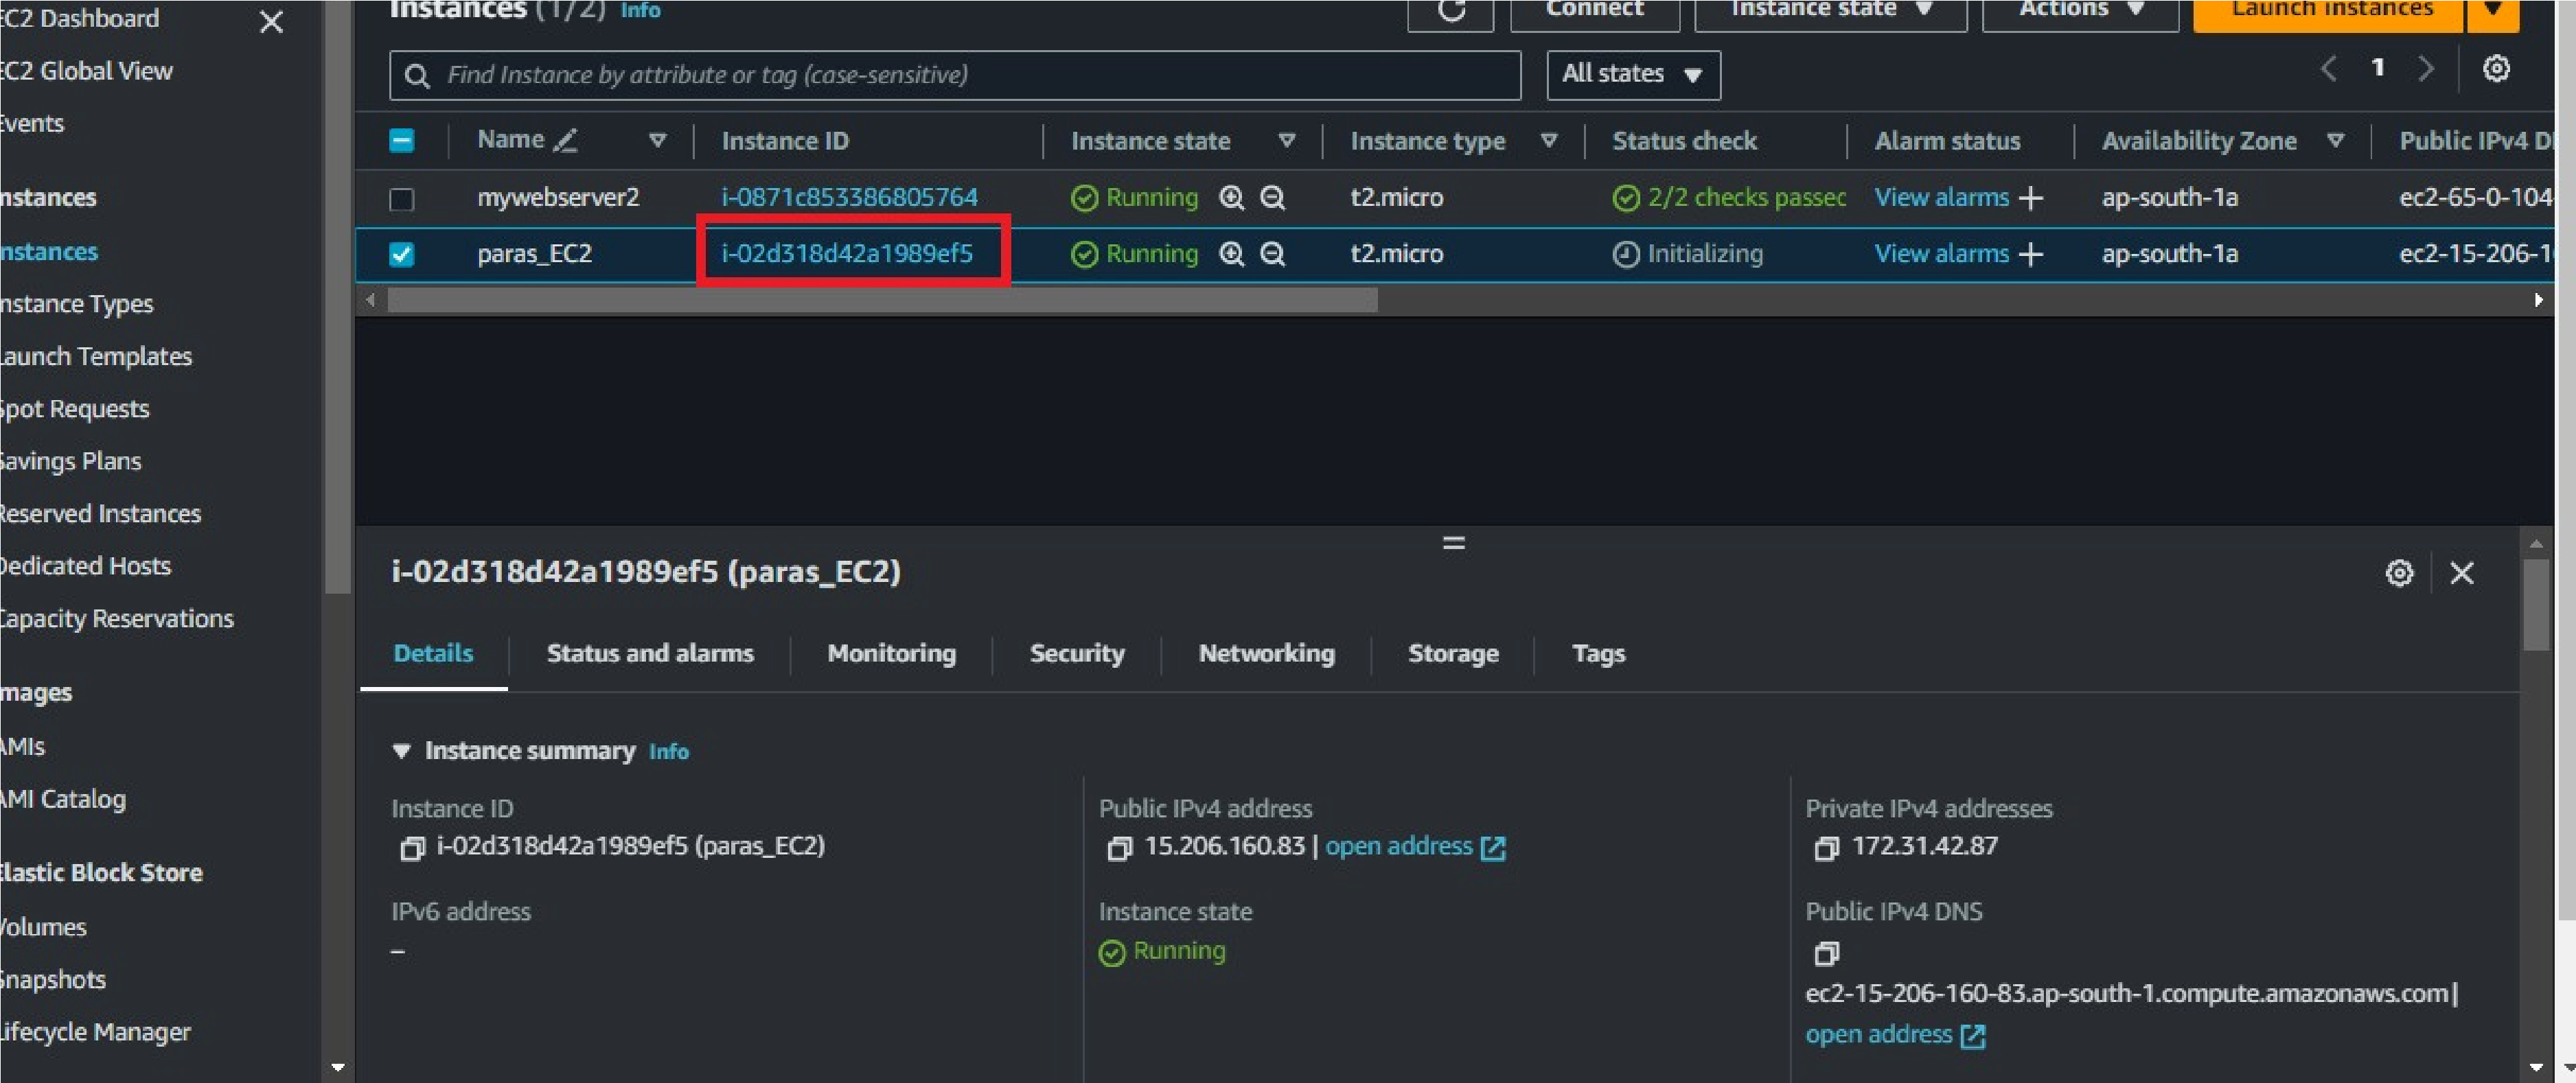 EC2 Dashboard
EC2 Global View
Events
Instances
Instances
Instance Types
Launch Templates
Spot Requests
Savings Plans
Reserved Instances
Dedicated Hosts
Capacity Reservations
Images
AMIs
AMI Catalog
Elastic Block Store
Volumes
Snapshots
Lifecycle Manager
Instances (1/2) Info
Connect Instance state Actions Launch instances
Find Instance by attribute or tag (case-sensitive) All states 1
Name Instance ID Instance state Instance type Status check Alarm status Availability Zone Public IPv4 D
mywebserver2 i-0871c853386805764 Running t2.micro 2/2 checks passec View alarms + ap-south-1a ec2-65-0-104-
paras_EC2 i-02d318d42a1989ef5 Running t2.micro Initializing View alarms + ap-south-1a ec2-15-206-1
i-02d318d42a1989ef5 (paras_EC2)
Details Status and alarms Monitoring Security Networking Storage Tags
Instance summary Info
Instance ID
i-02d318d42a1989ef5 (paras_EC2)
IPv6 address
–
Public IPv4 address
15.206.160.83 | open address
Instance state
Running
Private IPv4 addresses
172.31.42.87
Public IPv4 DNS
ec2-15-206-160-83.ap-south-1.compute.amazonaws.com |
open address